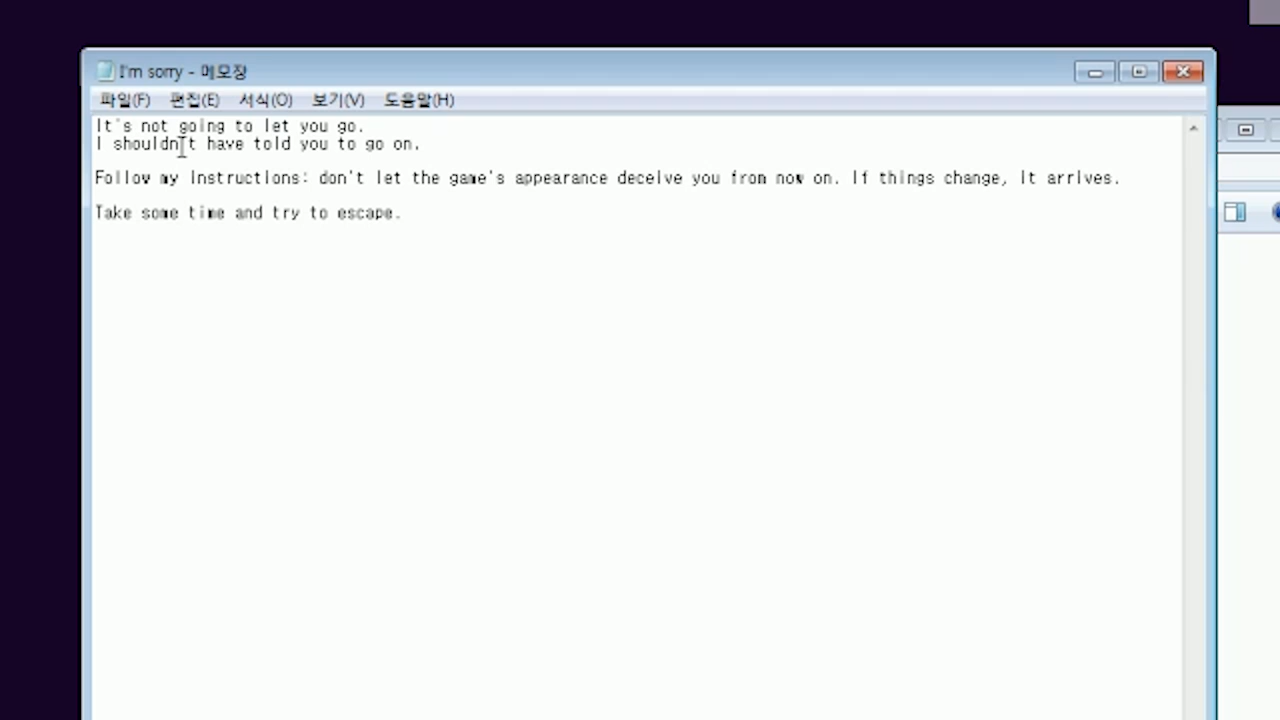 I'm sorry - 메모장
파일(F) 편집(E) 서식(O) 보기(V) 도움말(H)
It's not going to let you go.
I shouldn't have told you to go on.
Follow my instructions: don't let the game's appearance deceive you from now on. If things change, it arrives.
Take some time and try to escape.